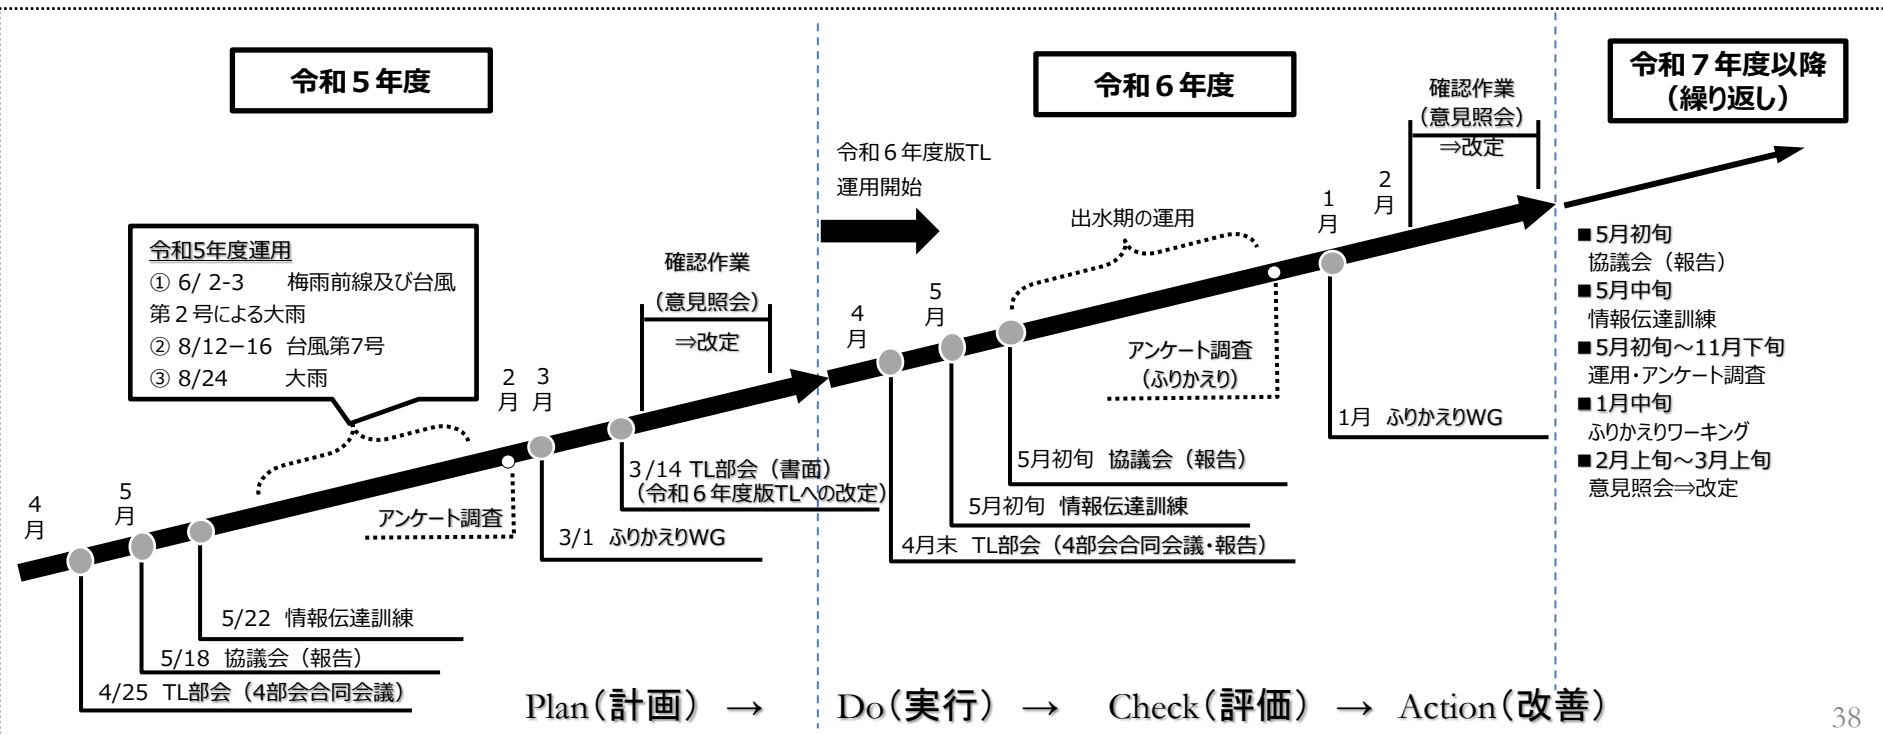 令和５年度
令和５年度運用
① 6/ 2-3 梅雨前線及び台風
第２号による大雨
② 8/12－16 台風第7号
③ 8/24 大雨
4
月
5
月
2
月
3
月
確認作業
（意見照会）
⇒改定
アンケート調査
3/14 TL部会（書面）
（令和６年度版TLへの改定）
3/1 ふりかえりWG
5/22 情報伝達訓練
5/18 協議会（報告）
4/25 TL部会（4部会合同会議）
令和６年度
令和６年度版TL
運用開始
4
月
5
月
出水期の運用
1
月
2
月
確認作業
（意見照会）
⇒改定
アンケート調査
（ふりかえり）
1月 ふりかえりWG
5月初旬 協議会（報告）
5月初旬 情報伝達訓練
4月末 TL部会（4部会合同会議・報告）
令和７年度以降
（繰り返し）
■5月初旬
協議会（報告）
■5月中旬
情報伝達訓練
■5月初旬～11月下旬
運用・アンケート調査
■1月中旬
ふりかえりワーキング
■2月上旬～3月上旬
意見照会⇒改定
Plan（計画） → Do（実行） → Check（評価） → Action（改善）
38